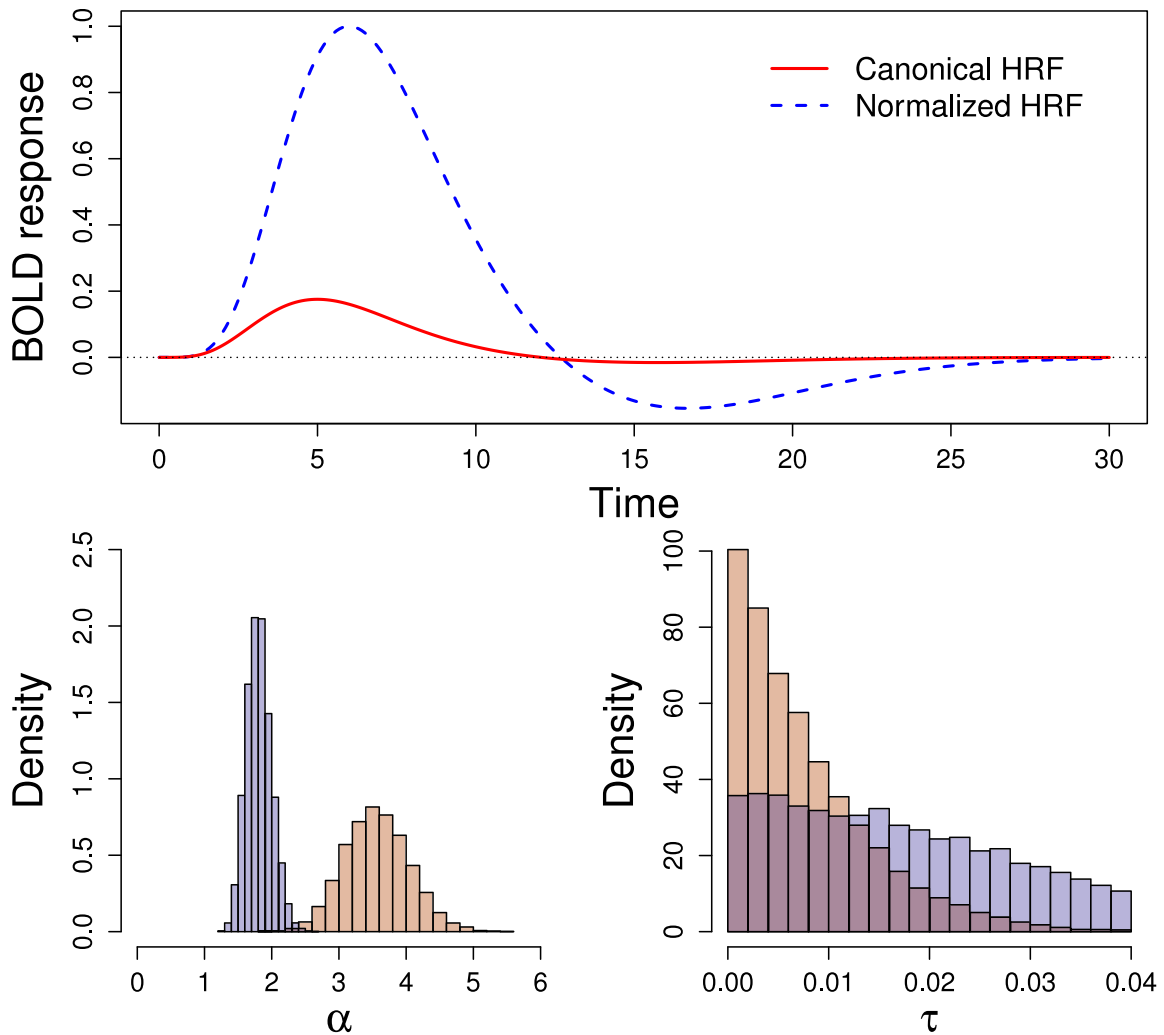 BOLD response
0.0 0.2 0.4 0.6 0.8 1.0
Canonical HRF
Normalized HRF
0 5 10 15 20 25 30
Time
Density
0.0 0.5 1.0 1.5 2.0 2.5
0 1 2 3 4 5 6
α
Density
0 20 40 60 80 100
0.00 0.01 0.02 0.03 0.04
τ